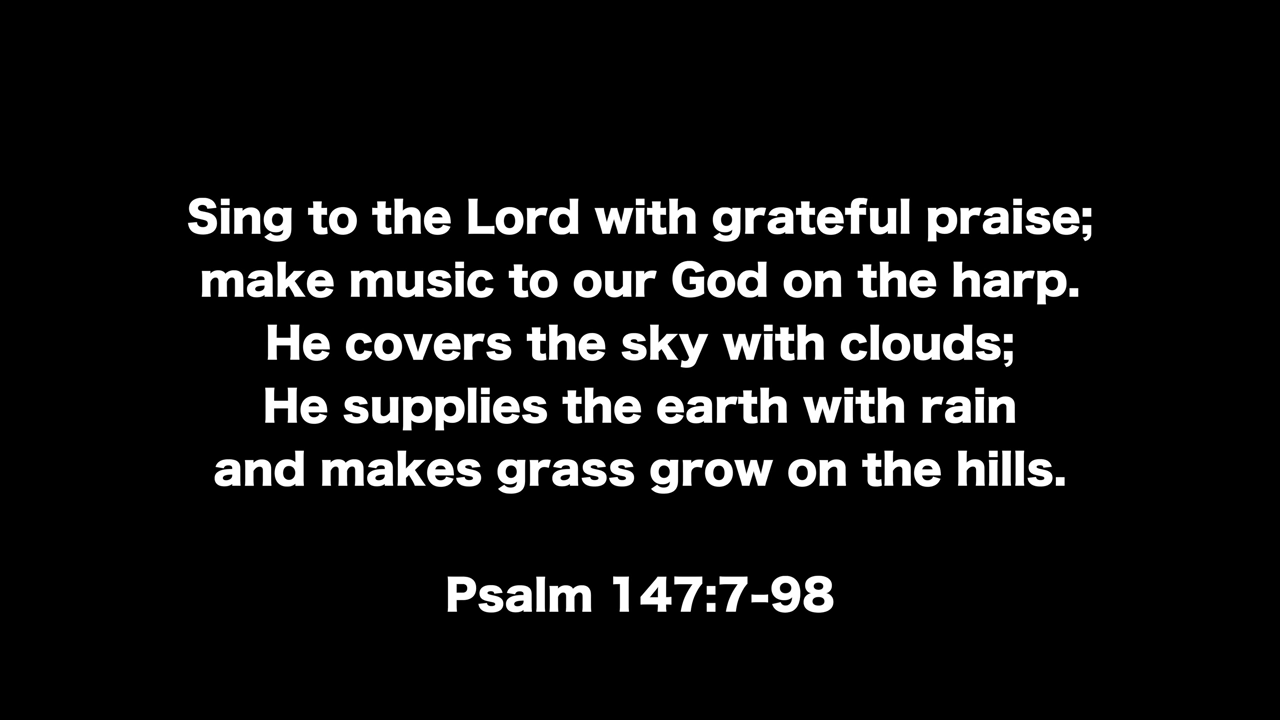 Sing to the Lord with grateful praise;
make music to our God on the harp.
He covers the sky with clouds;
He supplies the earth with rain
and makes grass grow on the hills.
Psalm 147:7-98